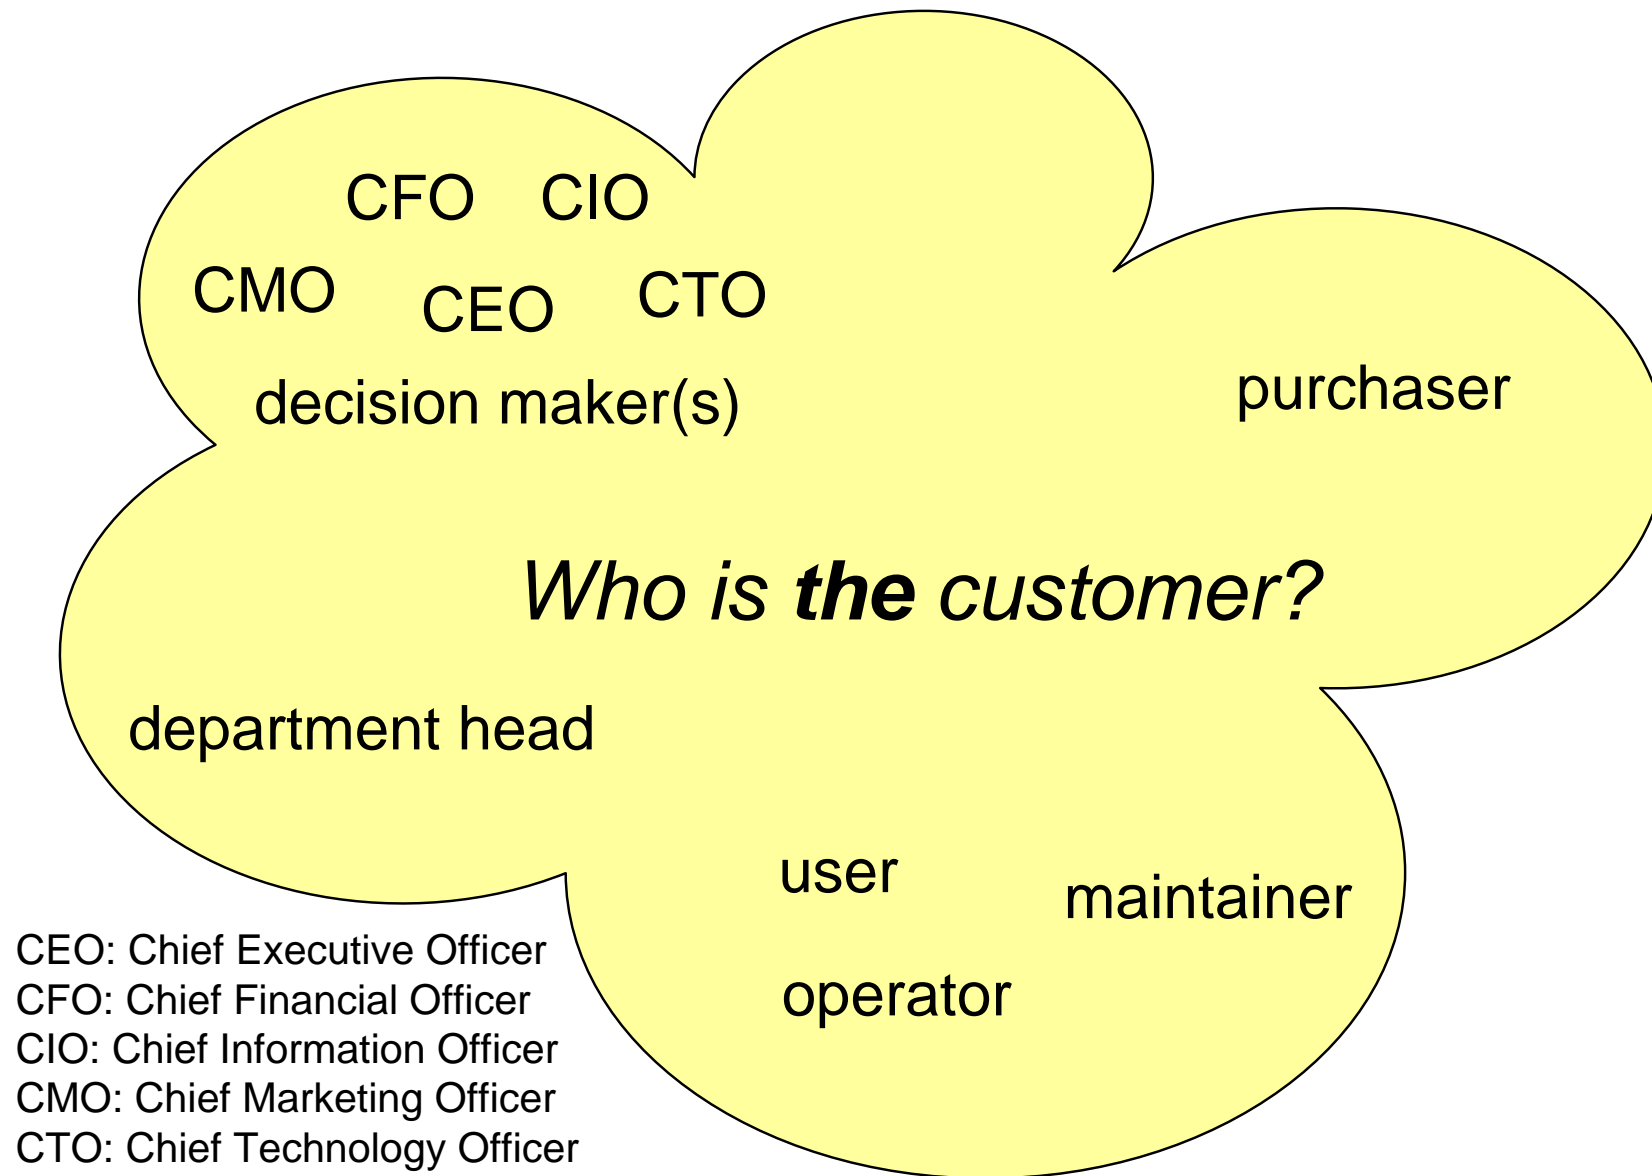 CFO CIO
CMO CEO CTO
decision maker(s)
purchaser
Who is the customer?
department head
user
maintainer
operator
CEO: Chief Executive Officer
CFO: Chief Financial Officer
CIO: Chief Information Officer
CMO: Chief Marketing Officer
CTO: Chief Technology Officer